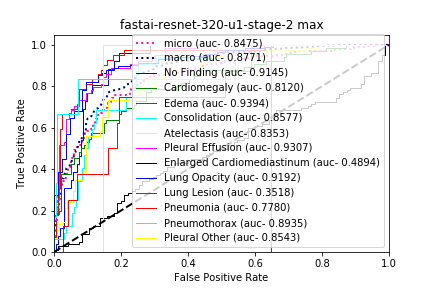 fastai-resnet-320-u1-stage-2 max
1.0
0.8
0.6
0.4
0.2
0.0
True Positive Rate
micro (auc- 0.8475)
macro (auc- 0.8771)
No Finding (auc- 0.9145)
Cardiomegaly (auc- 0.8120)
Edema (auc- 0.9394)
Consolidation (auc- 0.8577)
Atelectasis (auc- 0.8353)
Pleural Effusion (auc- 0.9307)
Enlarged Cardiomediastinum (auc- 0.4894)
Lung Opacity (auc- 0.9192)
Lung Lesion (auc- 0.3518)
Pneumonia (auc- 0.7780)
Pneumothorax (auc- 0.8935)
Pleural Other (auc- 0.8543)
0.0 0.2 0.4 0.6 0.8 1.0
False Positive Rate